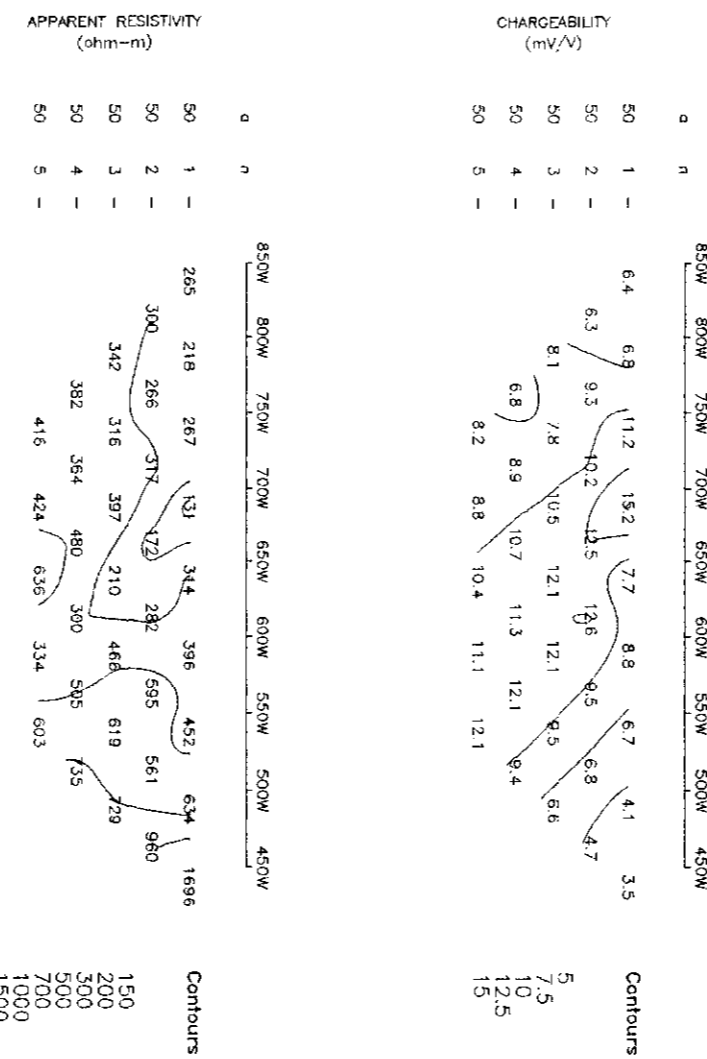 CHARGEABILITY
(mV/V)
a n 850W 800W 750W 700W 650W 600W 550W 500W 450W
50 1 – 6.4 6.8 11.2 15.2 7.7 8.8 6.7 4.1 3.5 Contours
50 2 – 6.3 9.3 10.2 12.5 12.6 9.5 6.8 4.7
50 3 – 8.1 7.8 10.5 12.1 12.1 9.5 6.6
50 4 – 6.8 8.9 10.7 11.3 12.1 9.4
50 5 – 8.2 8.8 10.4 11.1 12.1
5
7.5
10
12.5
15
APPARENT RESISTIVITY
(ohm-m)
a n 850W 800W 750W 700W 650W 600W 550W 500W 450W
50 1 – 265 218 267 131 314 396 452 634 1696 Contours
50 2 – 300 266 317 172 282 595 561 960
50 3 – 342 316 397 210 466 619 729
50 4 – 382 364 480 300 505 735
50 5 – 416 424 636 334 603
150
200
300
500
700
1000
1500